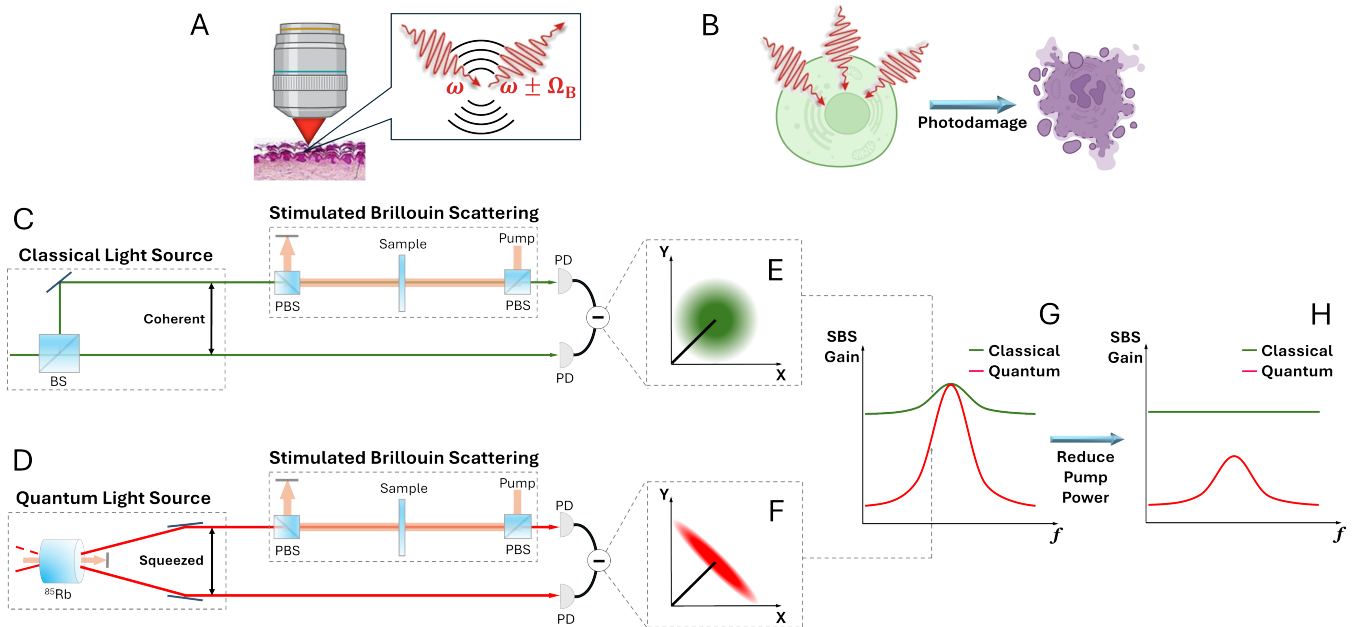 A
ω
ω ± Ω_B
B
Photodamage
C
Classical Light Source
Coherent
BS
Stimulated Brillouin Scattering
Sample
Pump
PBS
PBS
PD
PD
−
E
Y
X
D
Quantum Light Source
Squeezed
⁸⁵Rb
Stimulated Brillouin Scattering
Sample
Pump
PBS
PBS
PD
PD
−
F
Y
X
G
SBS
Gain
Classical
Quantum
f
Reduce
Pump
Power
H
SBS
Gain
Classical
Quantum
f